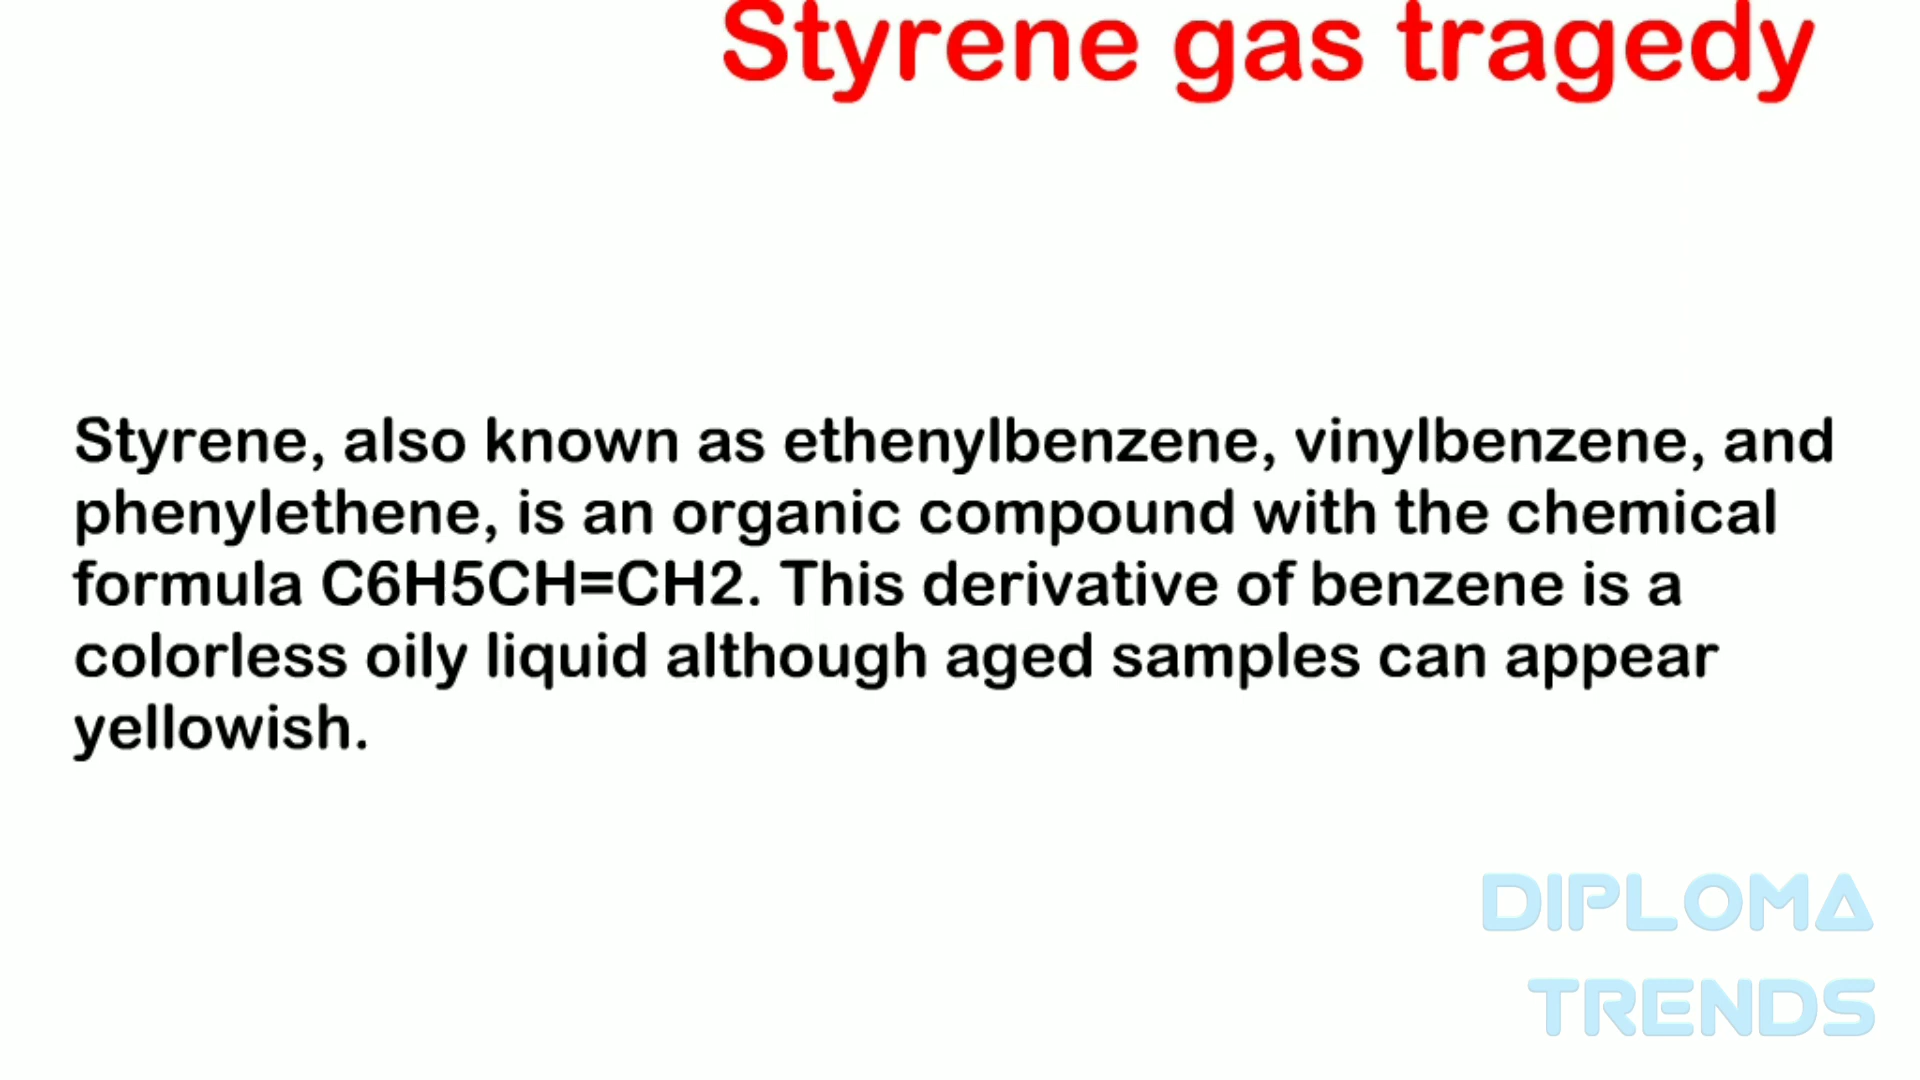 Styrene gas tragedy
Styrene, also known as ethenylbenzene, vinylbenzene, and
phenylethene, is an organic compound with the chemical
formula C6H5CH=CH2. This derivative of benzene is a
colorless oily liquid although aged samples can appear
yellowish.
DIPLOMA
TRENDS